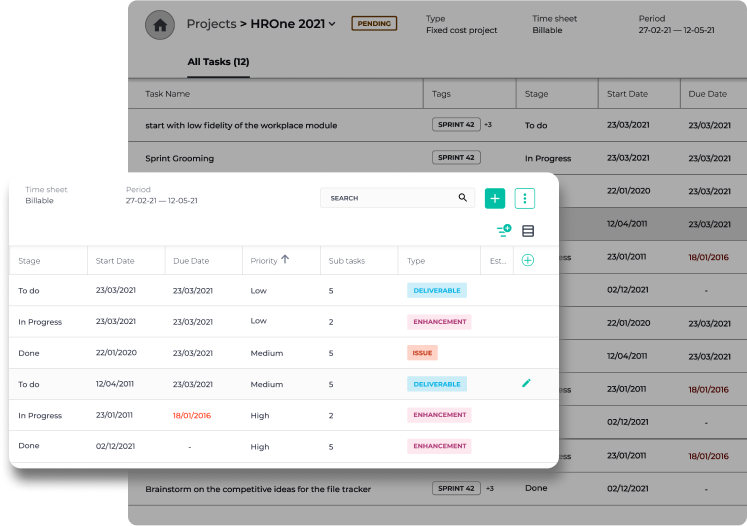 Projects > HROne 2021
PENDING
Type
Fixed cost project
Time sheet
Billable
Period
27-02-21 — 12-05-21
All Tasks (12)
Task Name Tags Stage Start Date Due Date
start with low fidelity of the workplace module SPRINT 42 +3 To do 23/03/2021 23/03/2021
Sprint Grooming SPRINT 42 In Progress 23/03/2021 23/03/2021
22/01/2020 23/03/2021
12/04/2011 23/03/2021
ess 23/01/2011 18/01/2016
02/12/2021 -
22/01/2020 23/03/2021
12/04/2011 23/03/2021
ess 23/01/2011 18/01/2016
02/12/2021 -
ess 23/01/2011 18/01/2016
Brainstorm on the competitive ideas for the file tracker SPRINT 42 +3 Done 02/12/2021 -
Time sheet
Billable
Period
27-02-21 — 12-05-21
SEARCH
Stage Start Date Due Date Priority Sub tasks Type Est...
To do 23/03/2021 23/03/2021 Low 5 DELIVERABLE
In Progress 23/03/2021 23/03/2021 Low 2 ENHANCEMENT
Done 22/01/2020 23/03/2021 Medium 5 ISSUE
To do 12/04/2011 23/03/2021 Medium 5 DELIVERABLE
In Progress 23/01/2011 18/01/2016 High 2 ENHANCEMENT
Done 02/12/2021 - High 5 ENHANCEMENT